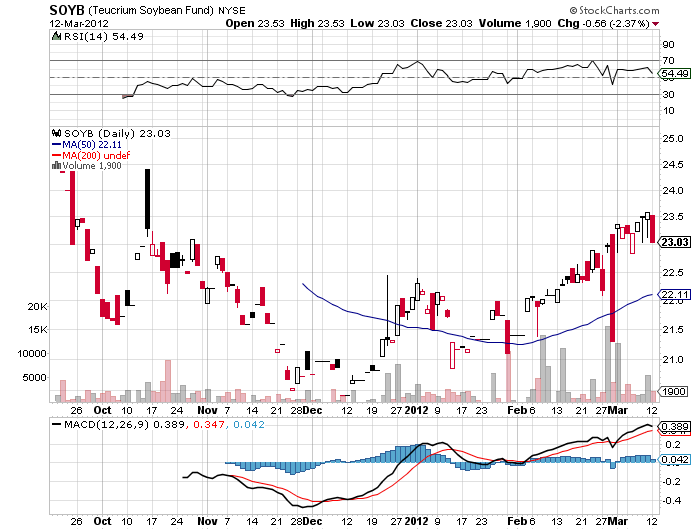 SOYB (Teucrium Soybean Fund) NYSE © StockCharts.com
12-Mar-2012 Open 23.53 High 23.53 Low 23.03 Close 23.03 Volume 1,900 Chg -0.56 (-2.37%)
RSI(14) 54.49
90
70
54.49
50
30
10
SOYB (Daily) 23.03
MA(50) 22.11
MA(200) undef
Volume 1,900
25.0
24.5
24.0
23.5
23.03
22.5
22.11
20K 22.0
15K 21.5
10000 21.0
5000 20.5
1900
26 Oct 10 17 24 Nov 7 14 21 28 Dec 12 19 27 2012 9 17 23 Feb 6 13 21 27 Mar 12
MACD(12,26,9) 0.389, 0.347, 0.042
0.389
0.347
0.2
0.042
-0.2
-0.4
26 Oct 10 17 24 Nov 7 14 21 28 Dec 12 19 27 2012 9 17 23 Feb 6 13 21 27 Mar 12